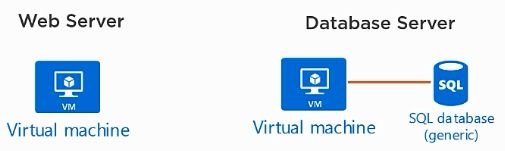 Web Server
Database Server
VM
VM
SQL
Virtual machine
Virtual machine
SQL database
(generic)